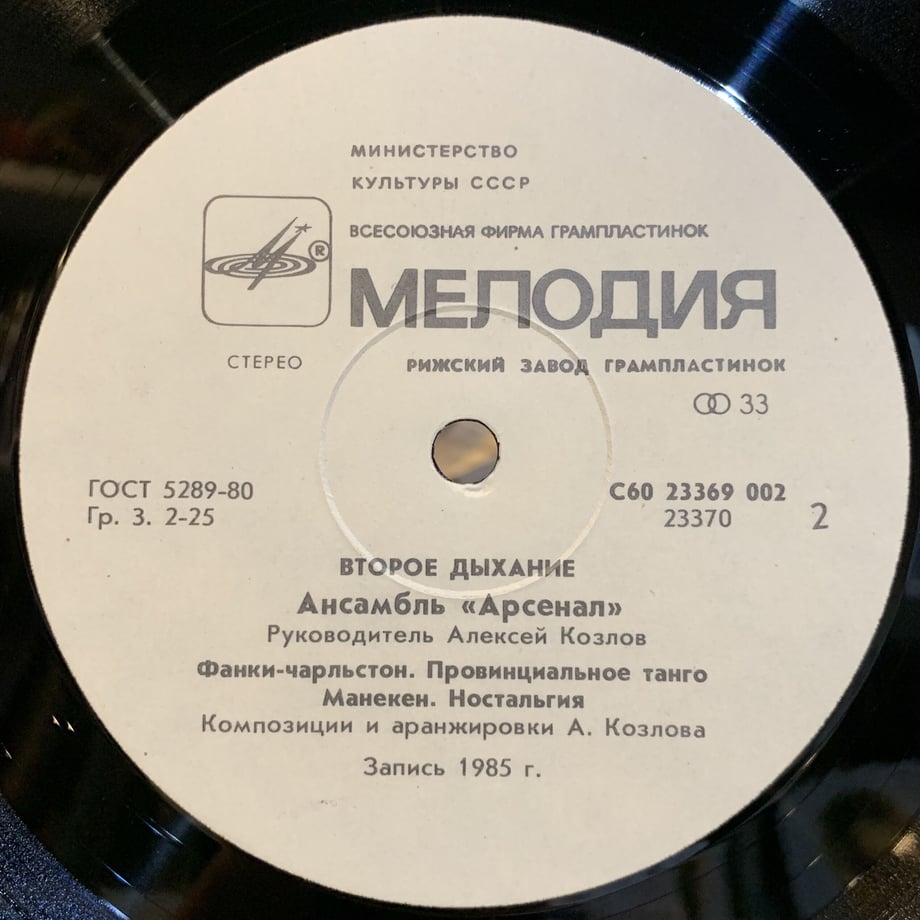 МИНИСТЕРСТВО
КУЛЬТУРЫ СССР
ВСЕСОЮЗНАЯ ФИРМА ГРАМПЛАСТИНОК
®
МЕЛОДИЯ
СТЕРЕО
РИЖСКИЙ ЗАВОД ГРАМПЛАСТИНОК
33
ГОСТ 5289-80
Гр. 3. 2-25
С60 23369 002
23370
2
ВТОРОЕ ДЫХАНИЕ
Ансамбль «Арсенал»
Руководитель Алексей Козлов
Фанки-чарльстон. Провинциальное танго
Манекен. Ностальгия
Композиции и аранжировки А. Козлова
Запись 1985 г.